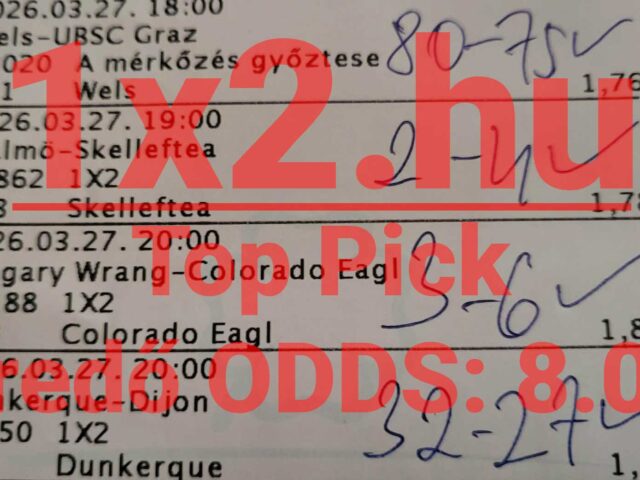 026.03.27. 18:00
els-UBSC Graz
020 A mérkőzés győztese
1 Wels 1,76
80-75 ✓
26.03.27. 19:00
lmö-Skelleftea
862 1X2
Skelleftea 1,78
2-4 ✓
26.03.27. 20:00
gary Wrang-Colorado Eagl
88 1X2
Colorado Eagl 1,8
3-6 ✓
6.03.27. 20:00
nkerque-Dijon
50 1X2
Dunkerque 1,
32-27 ✓
1x2.hu
Top Pick
redő ODDS: 8.0